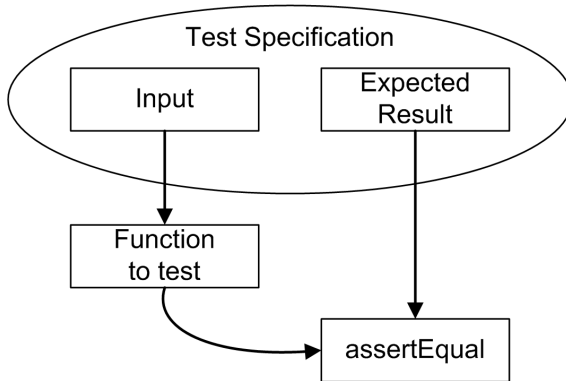 Test Specification
Input
Expected
Result
Function
to test
assertEqual